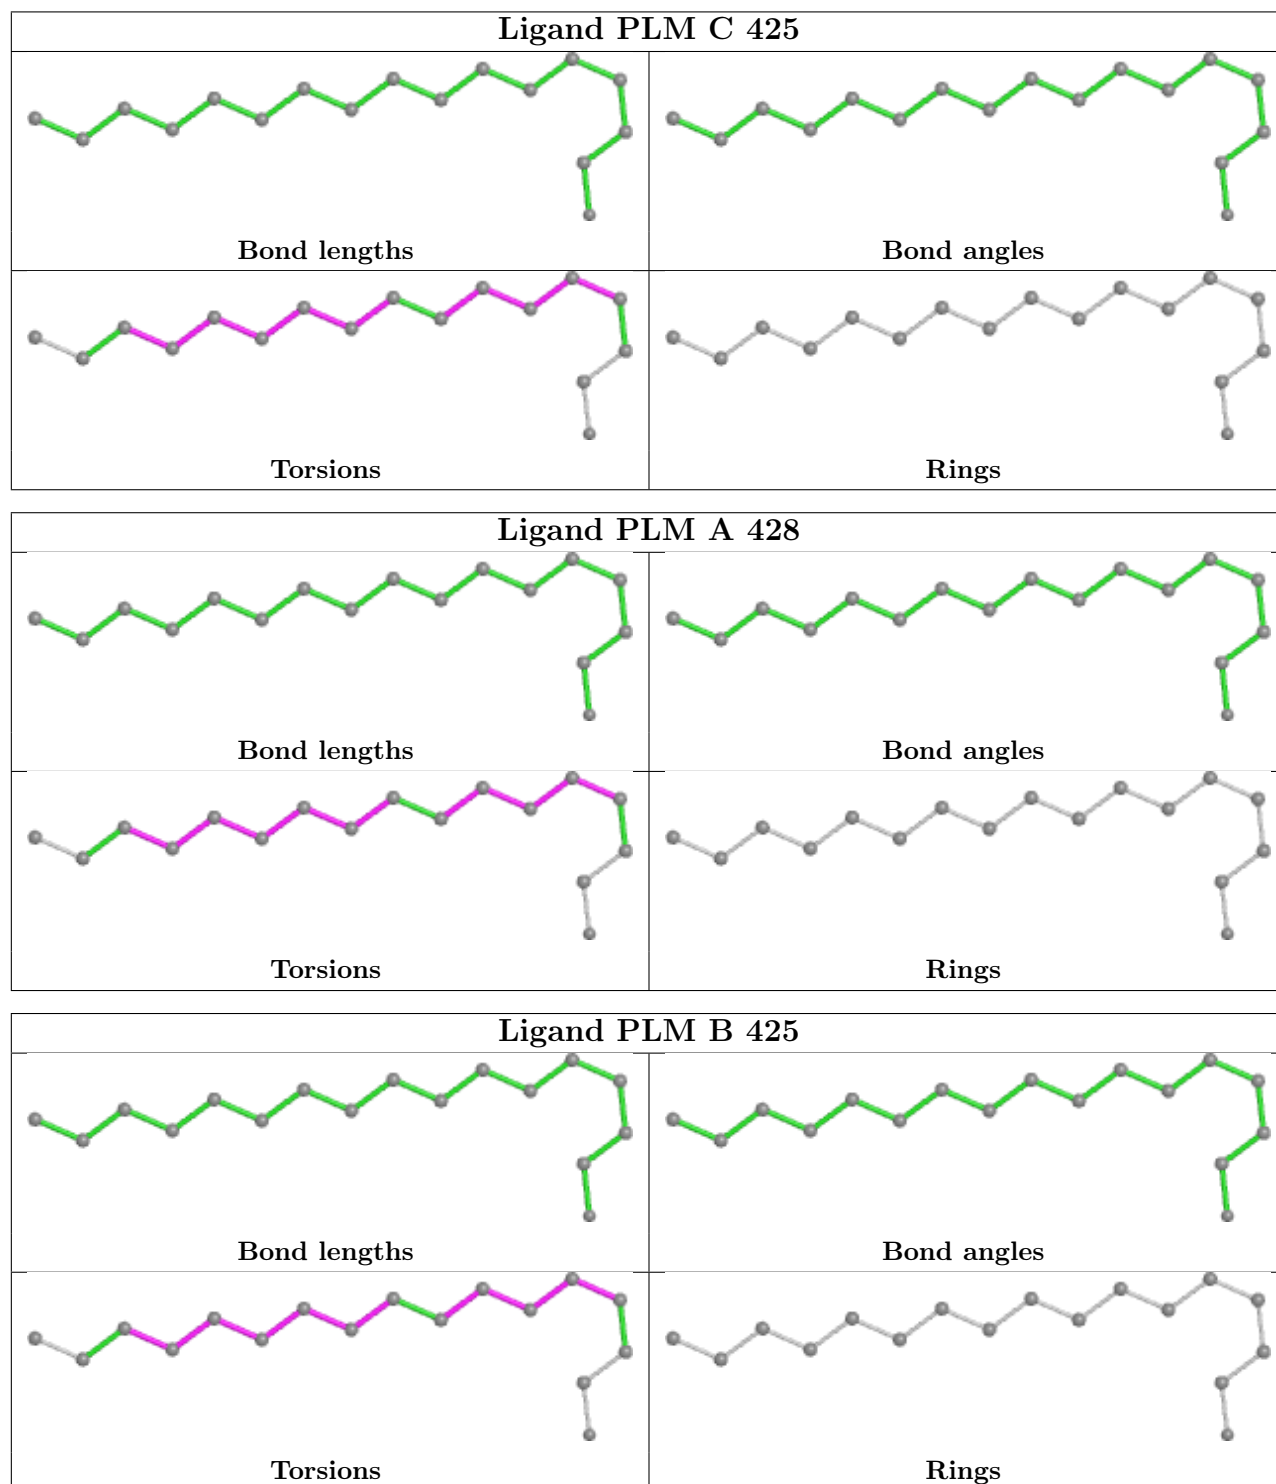 Ligand PLM C 425
Bond lengths
Bond angles
Torsions
Rings
Ligand PLM A 428
Bond lengths
Bond angles
Torsions
Rings
Ligand PLM B 425
Bond lengths
Bond angles
Torsions
Rings